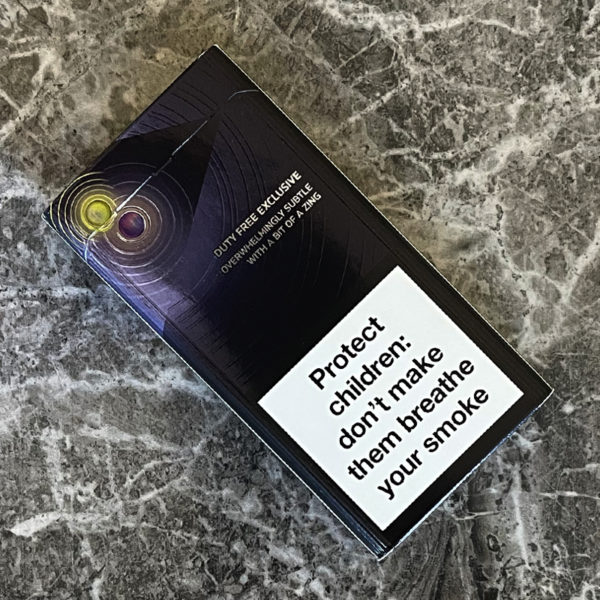 DUTY FREE EXCLUSIVE
OVERWHELMINGLY SUBTLE
WITH A BIT OF A ZING
Protect
children:
don't make
them breathe
your smoke